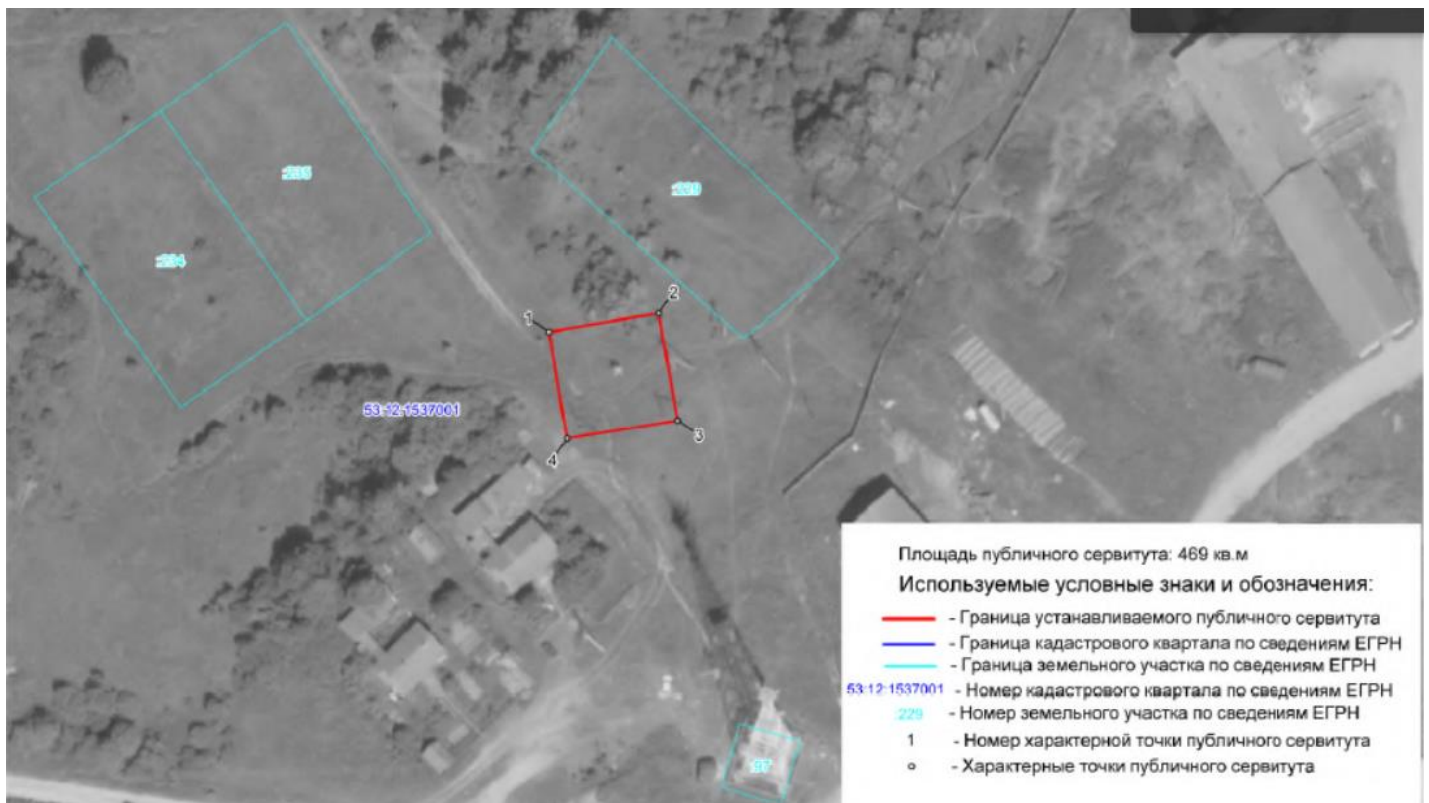 :235
:229
:234
2
1
53:12:1537001
3
4
Площадь публичного сервитута: 469 кв.м
Используемые условные знаки и обозначения:
- Граница устанавливаемого публичного сервитута
- Граница кадастрового квартала по сведениям ЕГРН
- Граница земельного участка по сведениям ЕГРН
53:12:1537001 - Номер кадастрового квартала по сведениям ЕГРН
:229 - Номер земельного участка по сведениям ЕГРН
1 - Номер характерной точки публичного сервитута
- Характерные точки публичного сервитута
:97